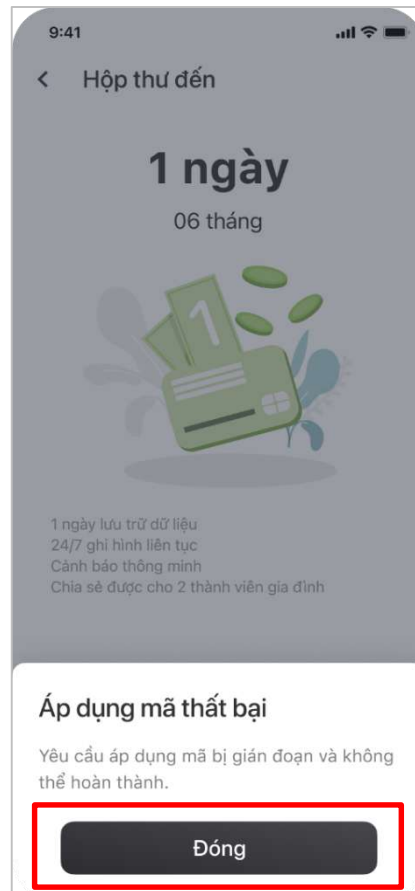 9:41
Hộp thư đến
1 ngày
06 tháng
1
1 ngày lưu trữ dữ liệu
24/7 ghi hình liên tục
Cảnh báo thông minh
Chia sẻ được cho 2 thành viên gia đình
Áp dụng mã thất bại
Yêu cầu áp dụng mã bị gián đoạn và không
thể hoàn thành.
Đóng